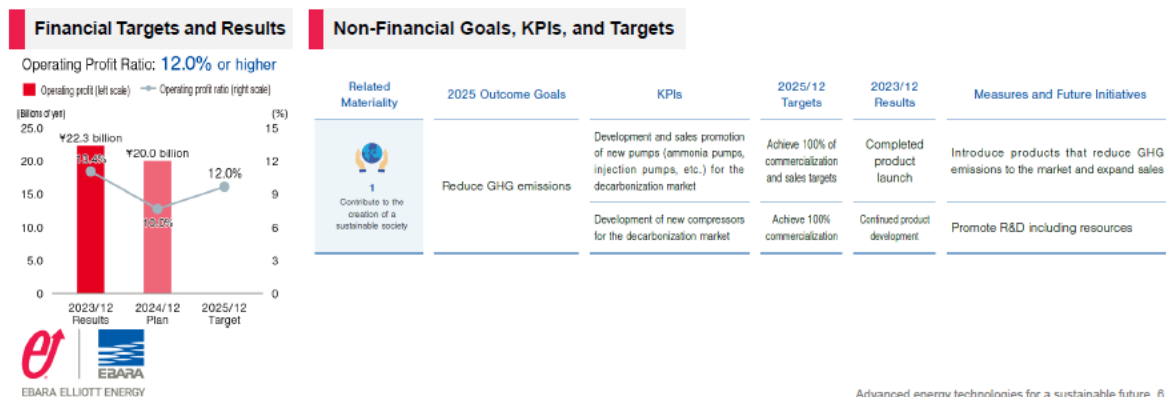 Financial Targets and Results
Operating Profit Ratio: 12.0% or higher
Operating profit (left scale)
Operating profit ratio (right scale)
(Billions of yen)
(%)
25.0
20.0
15.0
10.0
5.0
0
15
12
9
6
3
0
¥22.3 billion
13.4%
¥20.0 billion
10.0%
12.0%
2023/12
Results
2024/12
Plan
2025/12
Target
EBARA
EBARA ELLIOTT ENERGY
Non-Financial Goals, KPIs, and Targets
Related
Materiality
2025 Outcome Goals
KPIs
2025/12
Targets
2023/12
Results
Measures and Future Initiatives
1
Contribute to the
creation of a
sustainable society
Reduce GHG emissions
Development and sales promotion
of new pumps (ammonia pumps,
injection pumps, etc.) for the
decarbonization market
Achieve 100% of
commercialization
and sales targets
Completed
product
launch
Introduce products that reduce GHG
emissions to the market and expand sales
Development of new compressors
for the decarbonization market
Achieve 100%
commercialization
Continued product
development
Promote R&D including resources
Advanced energy technologies for a sustainable future 6